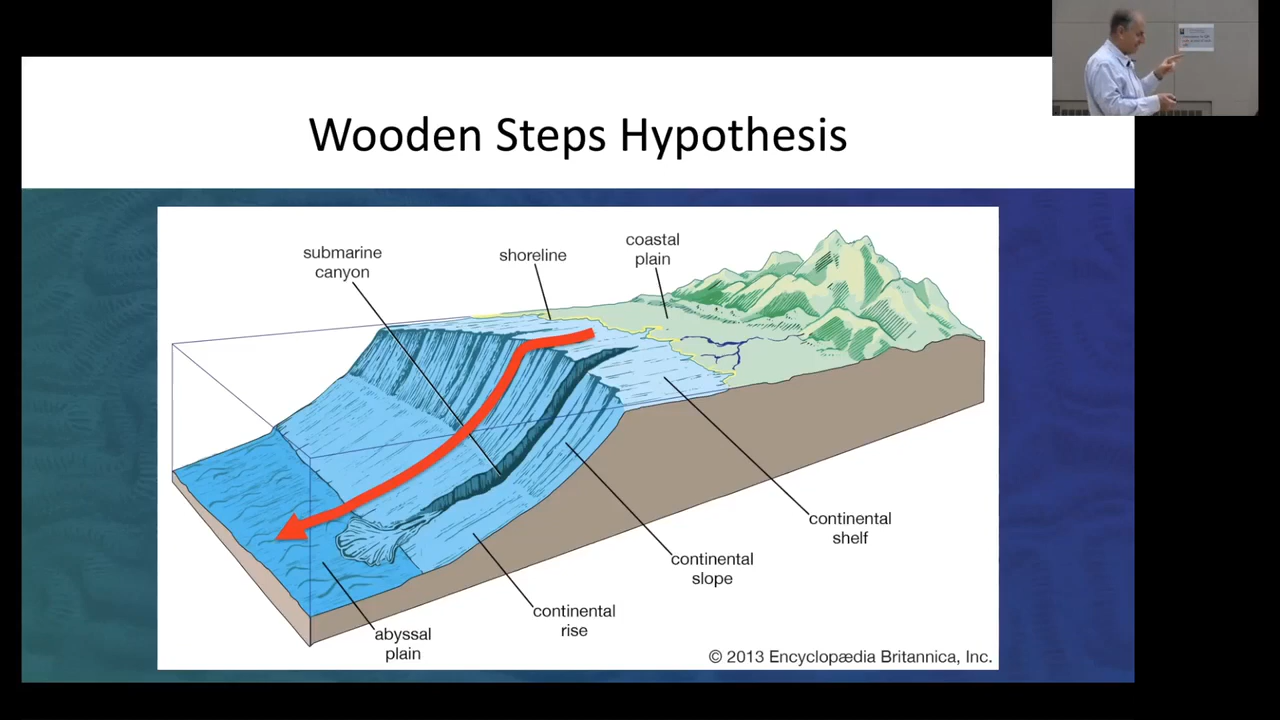 Wooden Steps Hypothesis
submarine
canyon
shoreline
coastal
plain
continental
shelf
continental
slope
continental
rise
abyssal
plain
© 2013 Encyclopædia Britannica, Inc.